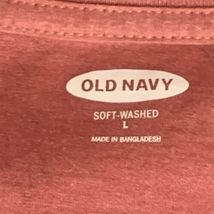 OLD NAVY
SOFT-WASHED
L
MADE IN BANGLADESH